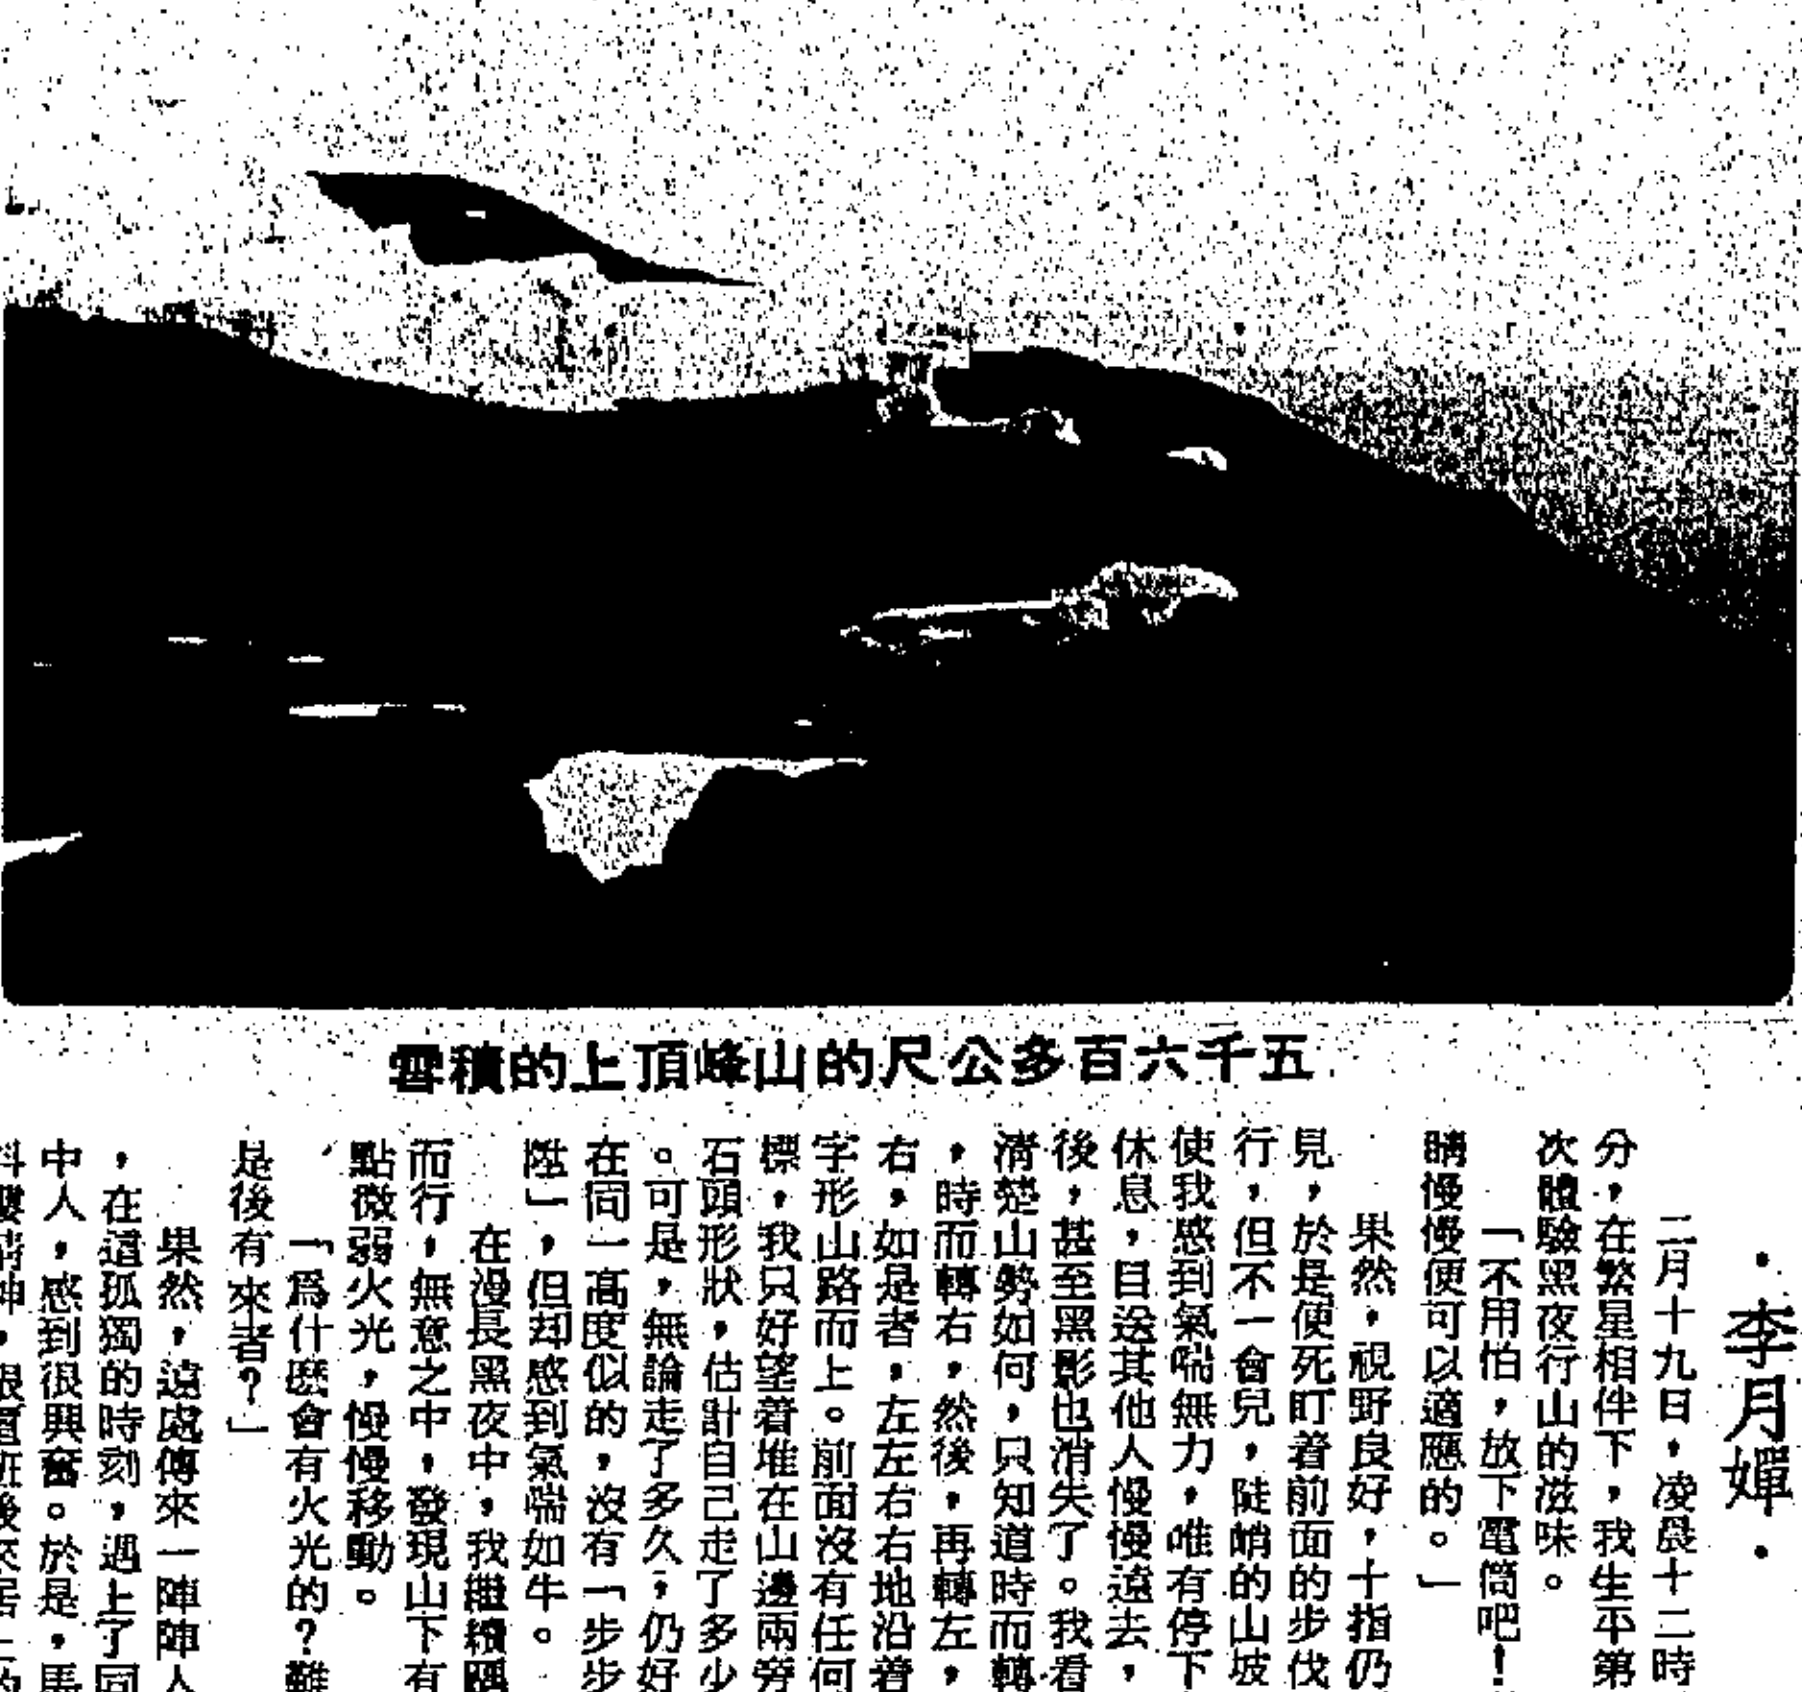 五千六百多公尺的山峰頂上的積雪
·李月嬋·
二月十九日，凌晨十二時
分，在繁星相伴下，我生平第
次體驗黑夜行山的滋味。
「不用怕，放下電筒吧！
睛慢慢便可以適應的。」
果然，視野良好，十指仍
見，於是便死盯着前面的步伐
行，但不一會兒，陡峭的山坡
使我感到氣喘無力，唯有停下
休息，目送其他人慢慢遠去，
後，甚至黑影也消失了。我看
清楚山勢如何，只知道時而轉
，時而轉右，然後，再轉左，
右，如是者，左左右右地沿着
字形山路而上。前面沒有任何
標，我只好望着堆在山邊兩旁
石頭形狀，估計自己走了多少
。可是，無論走了多久，仍好
在同一高度似的，沒有「步步
陞」，但却感到氣喘如牛。
在漫長黑夜中，我繼續
而行，無意之中，發現山下有
點微弱火光，慢慢移動。
「爲什麽會有火光的？難
是後有來者？」
果然，遠處傳來一陣陣人
，在這孤獨的時刻，遇上了同
中人，感到很興奮。於是，馬